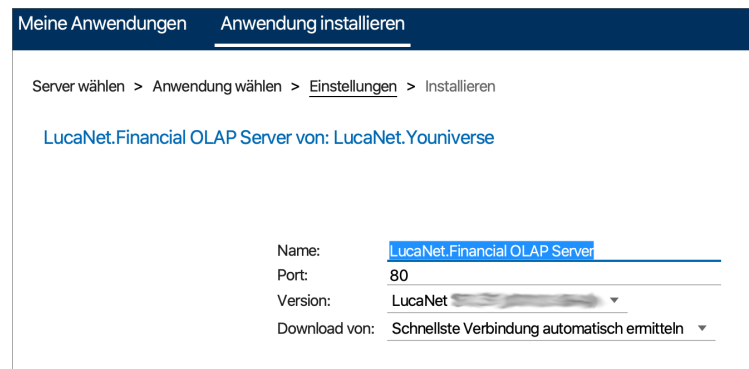 Meine Anwendungen Anwendung installieren
Server wählen > Anwendung wählen > Einstellungen > Installieren
LucaNet.Financial OLAP Server von: LucaNet.Youniverse
Name: LucaNet.Financial OLAP Server
Port: 80
Version: LucaNet
Download von: Schnellste Verbindung automatisch ermitteln